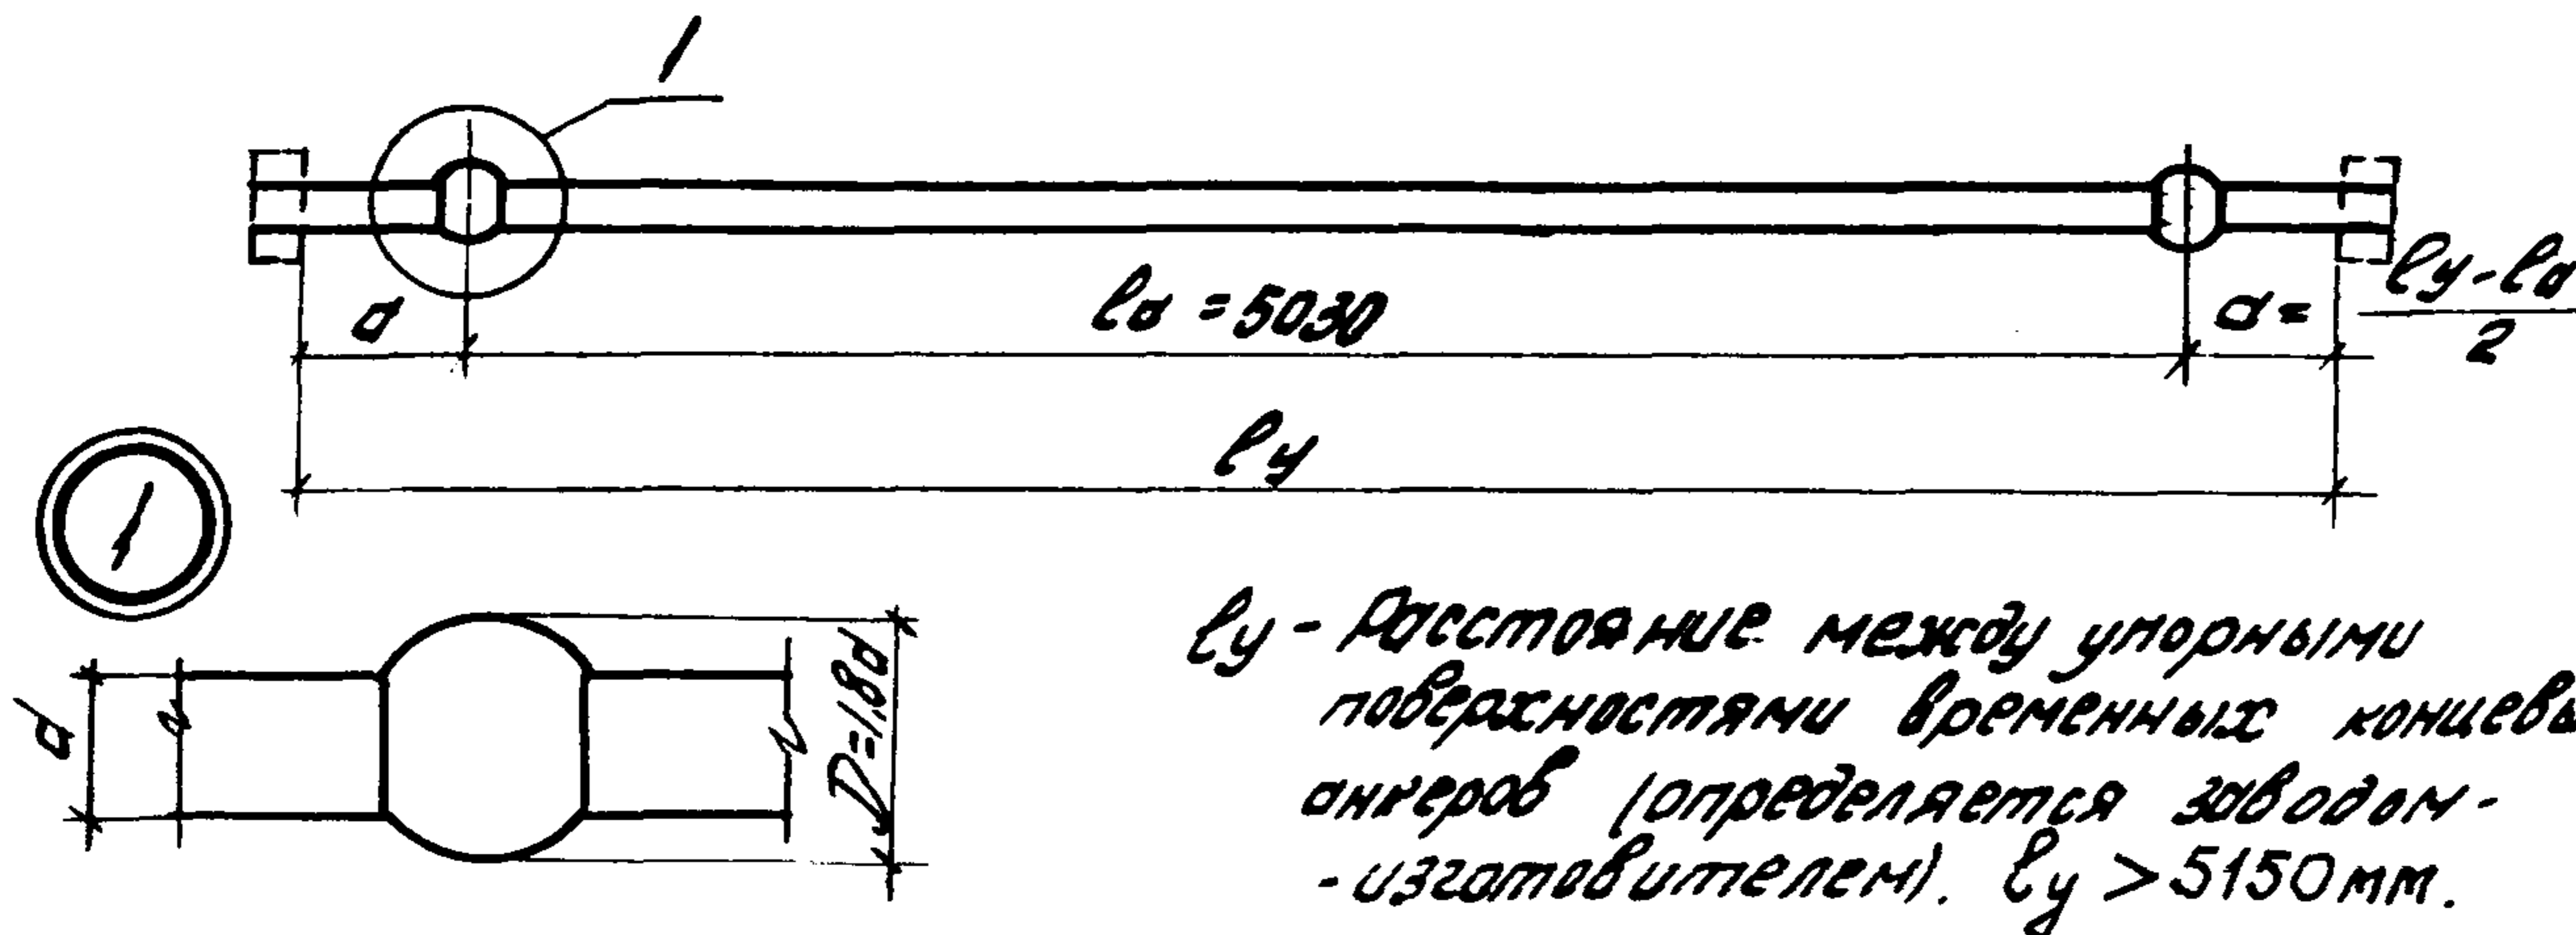 1
a
lа = 5030
a = (lу - lа) / 2
lу
1
d
D=1,8d
lу - Расстояние между упорными
поверхностями временных концевы
анкеров (определяется заводом-
-изготовителем). lу > 5150 мм.